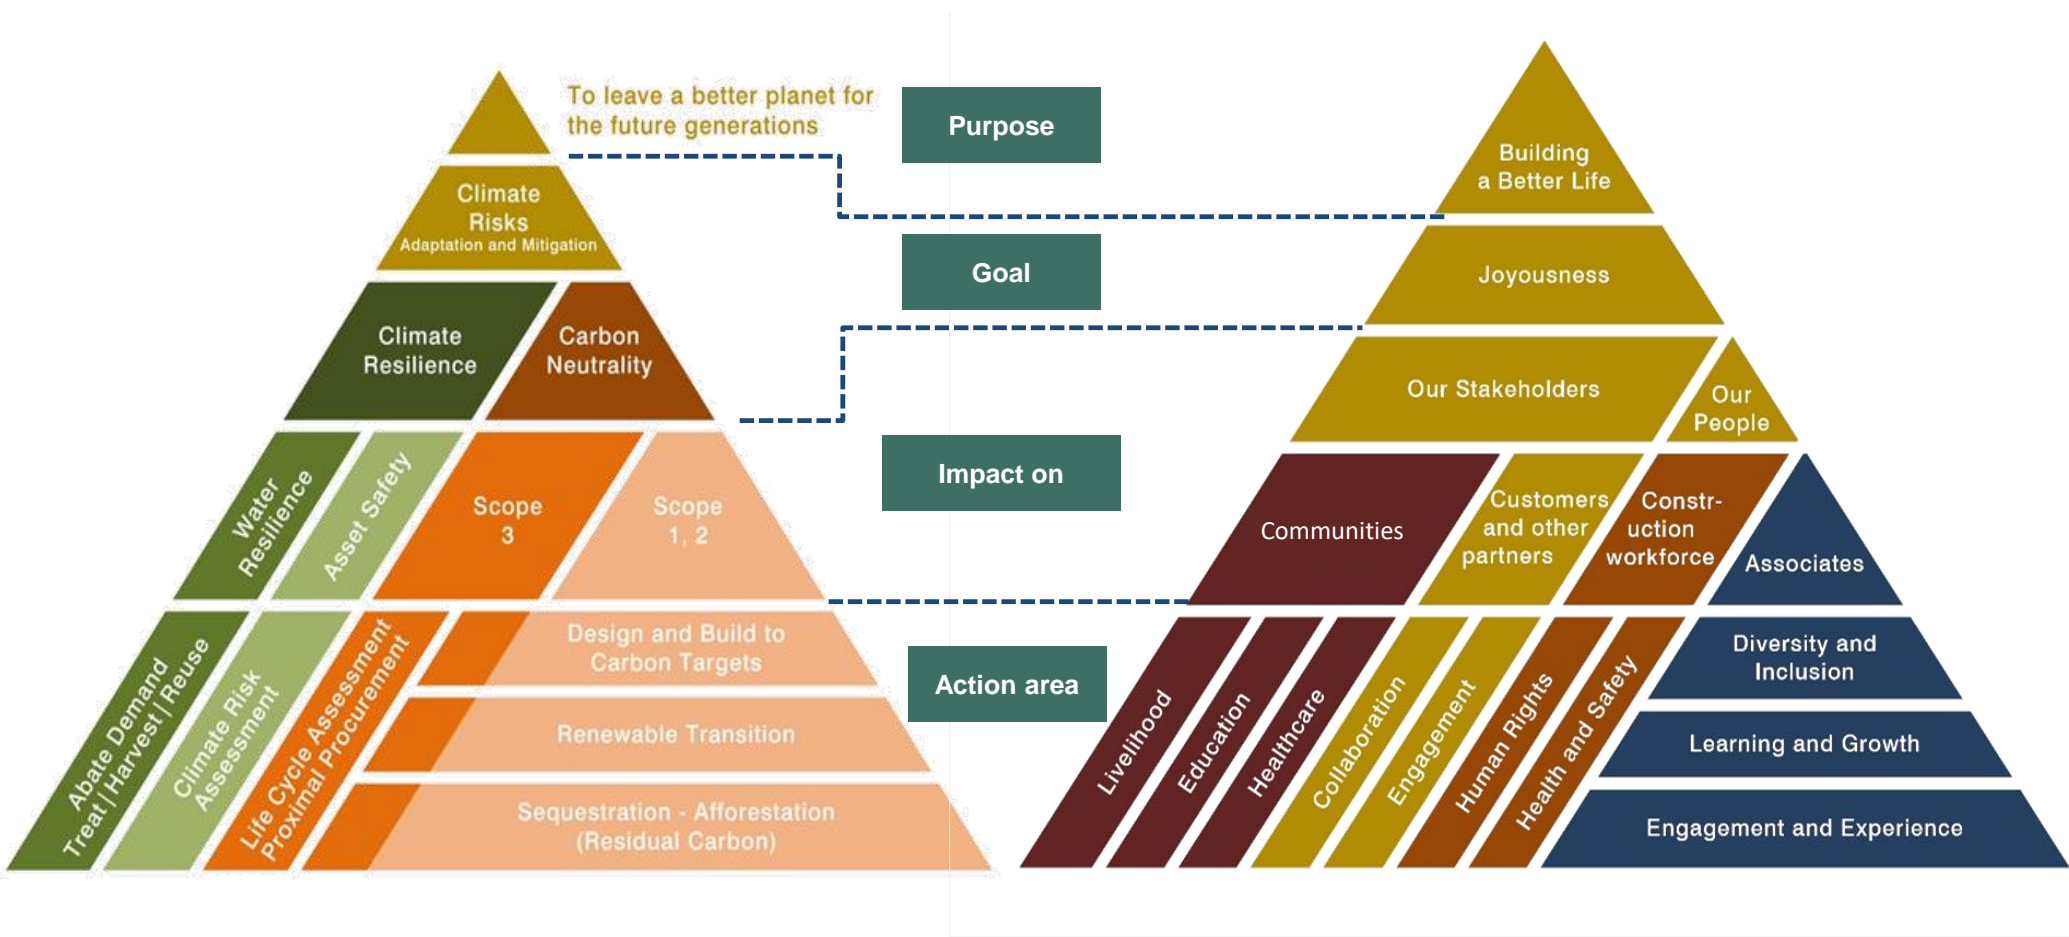 To leave a better planet for
the future generations
Climate
Risks
Adaptation and Mitigation
Climate
Resilience
Carbon
Neutrality
Water
Resilience
Asset Safety
Scope
3
Scope
1, 2
Abate Demand
Treat | Harvest | Reuse
Climate Risk
Assessment
Life Cycle Assessment
Proximal Procurement
Design and Build to
Carbon Targets
Renewable Transition
Sequestration - Afforestation
(Residual Carbon)
Purpose
Goal
Impact on
Action area
Building
a Better Life
Joyousness
Our Stakeholders
Our
People
Communities
Customers
and other
partners
Constr-
uction
workforce
Associates
Livelihood
Education
Healthcare
Collaboration
Engagement
Human Rights
Health and Safety
Diversity and
Inclusion
Learning and Growth
Engagement and Experience